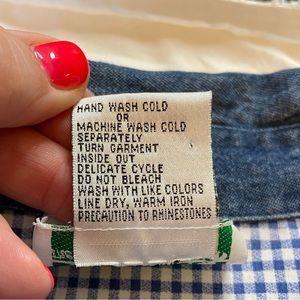 HAND WASH COLD
OR
MACHINE WASH COLD
SEPARATELY
TURN GARMENT
INSIDE OUT
DELICATE CYCLE
DO NOT BLEACH
WASH WITH LIKE COLORS
LINE DRY, WARM IRON
PRECAUTION TO RHINESTONES